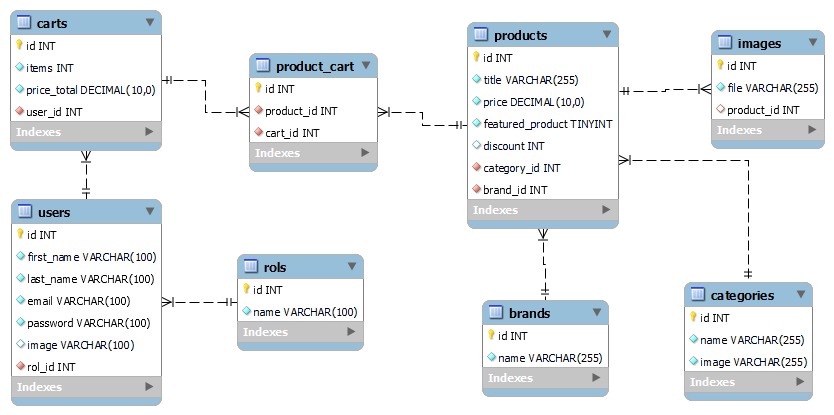 carts
id INT
items INT
price_total DECIMAL(10,0)
user_id INT
Indexes
product_cart
id INT
product_id INT
cart_id INT
Indexes
products
id INT
title VARCHAR(255)
price DECIMAL(10,0)
featured_product TINYINT
discount INT
category_id INT
brand_id INT
Indexes
images
id INT
file VARCHAR(255)
product_id INT
Indexes
users
id INT
first_name VARCHAR(100)
last_name VARCHAR(100)
email VARCHAR(100)
password VARCHAR(100)
image VARCHAR(100)
rol_id INT
Indexes
rols
id INT
name VARCHAR(100)
Indexes
brands
id INT
name VARCHAR(255)
Indexes
categories
id INT
name VARCHAR(255)
image VARCHAR(255)
Indexes